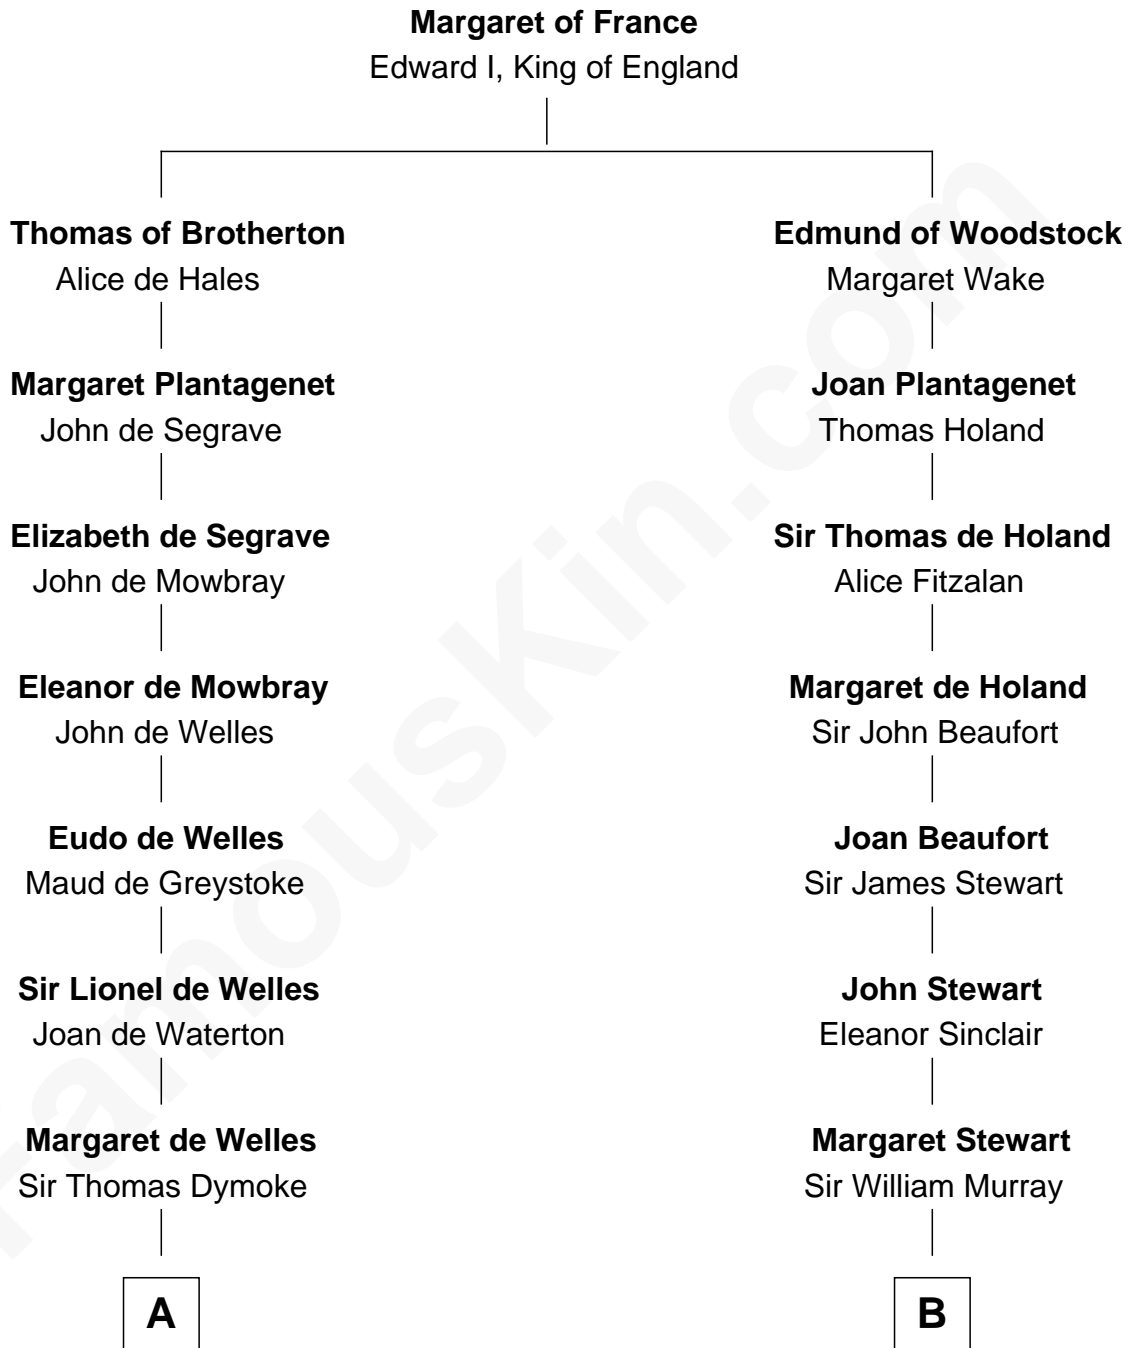 Margaret of France
Edward I, King of England
Thomas of Brotherton
Alice de Hales
Edmund of Woodstock
Margaret Wake
Margaret Plantagenet
John de Segrave
Joan Plantagenet
Thomas Holand
Elizabeth de Segrave
John de Mowbray
Sir Thomas de Holand
Alice Fitzalan
Eleanor de Mowbray
John de Welles
Margaret de Holand
Sir John Beaufort
Eudo de Welles
Maud de Greystoke
Joan Beaufort
Sir James Stewart
Sir Lionel de Welles
Joan de Waterton
John Stewart
Eleanor Sinclair
Margaret de Welles
Sir Thomas Dymoke
Margaret Stewart
Sir William Murray
A
B
FamousKin.com